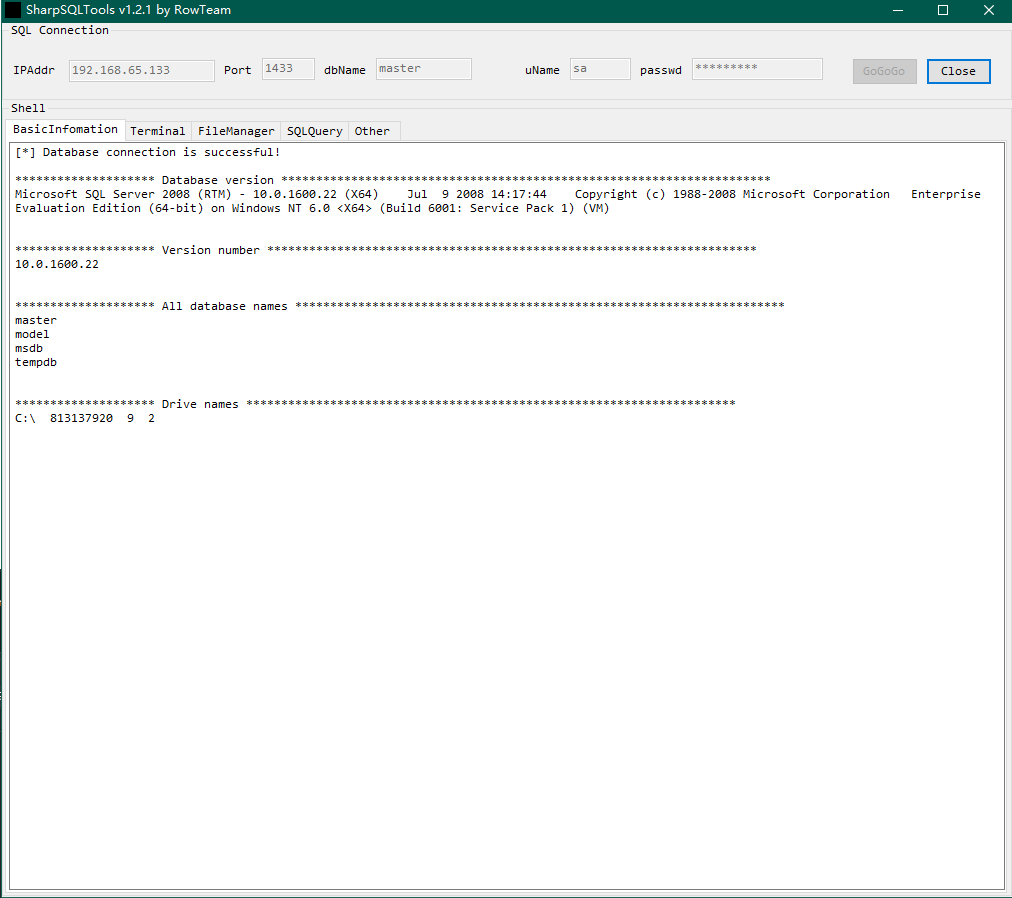 SharpSQLTools v1.2.1 by RowTeam
SQL Connection
IPAddr 192.168.65.133 Port 1433 dbName master uName sa passwd ********* GoGoGo Close
Shell
BasicInfomation Terminal FileManager SQLQuery Other
[*] Database connection is successful!
******************** Database version **********************************************************************
Microsoft SQL Server 2008 (RTM) - 10.0.1600.22 (X64) Jul 9 2008 14:17:44 Copyright (c) 1988-2008 Microsoft Corporation Enterprise
Evaluation Edition (64-bit) on Windows NT 6.0 <X64> (Build 6001: Service Pack 1) (VM)
******************** Version number **********************************************************************
10.0.1600.22
******************** All database names **********************************************************************
master
model
msdb
tempdb
******************** Drive names **********************************************************************
C:\ 813137920 9 2